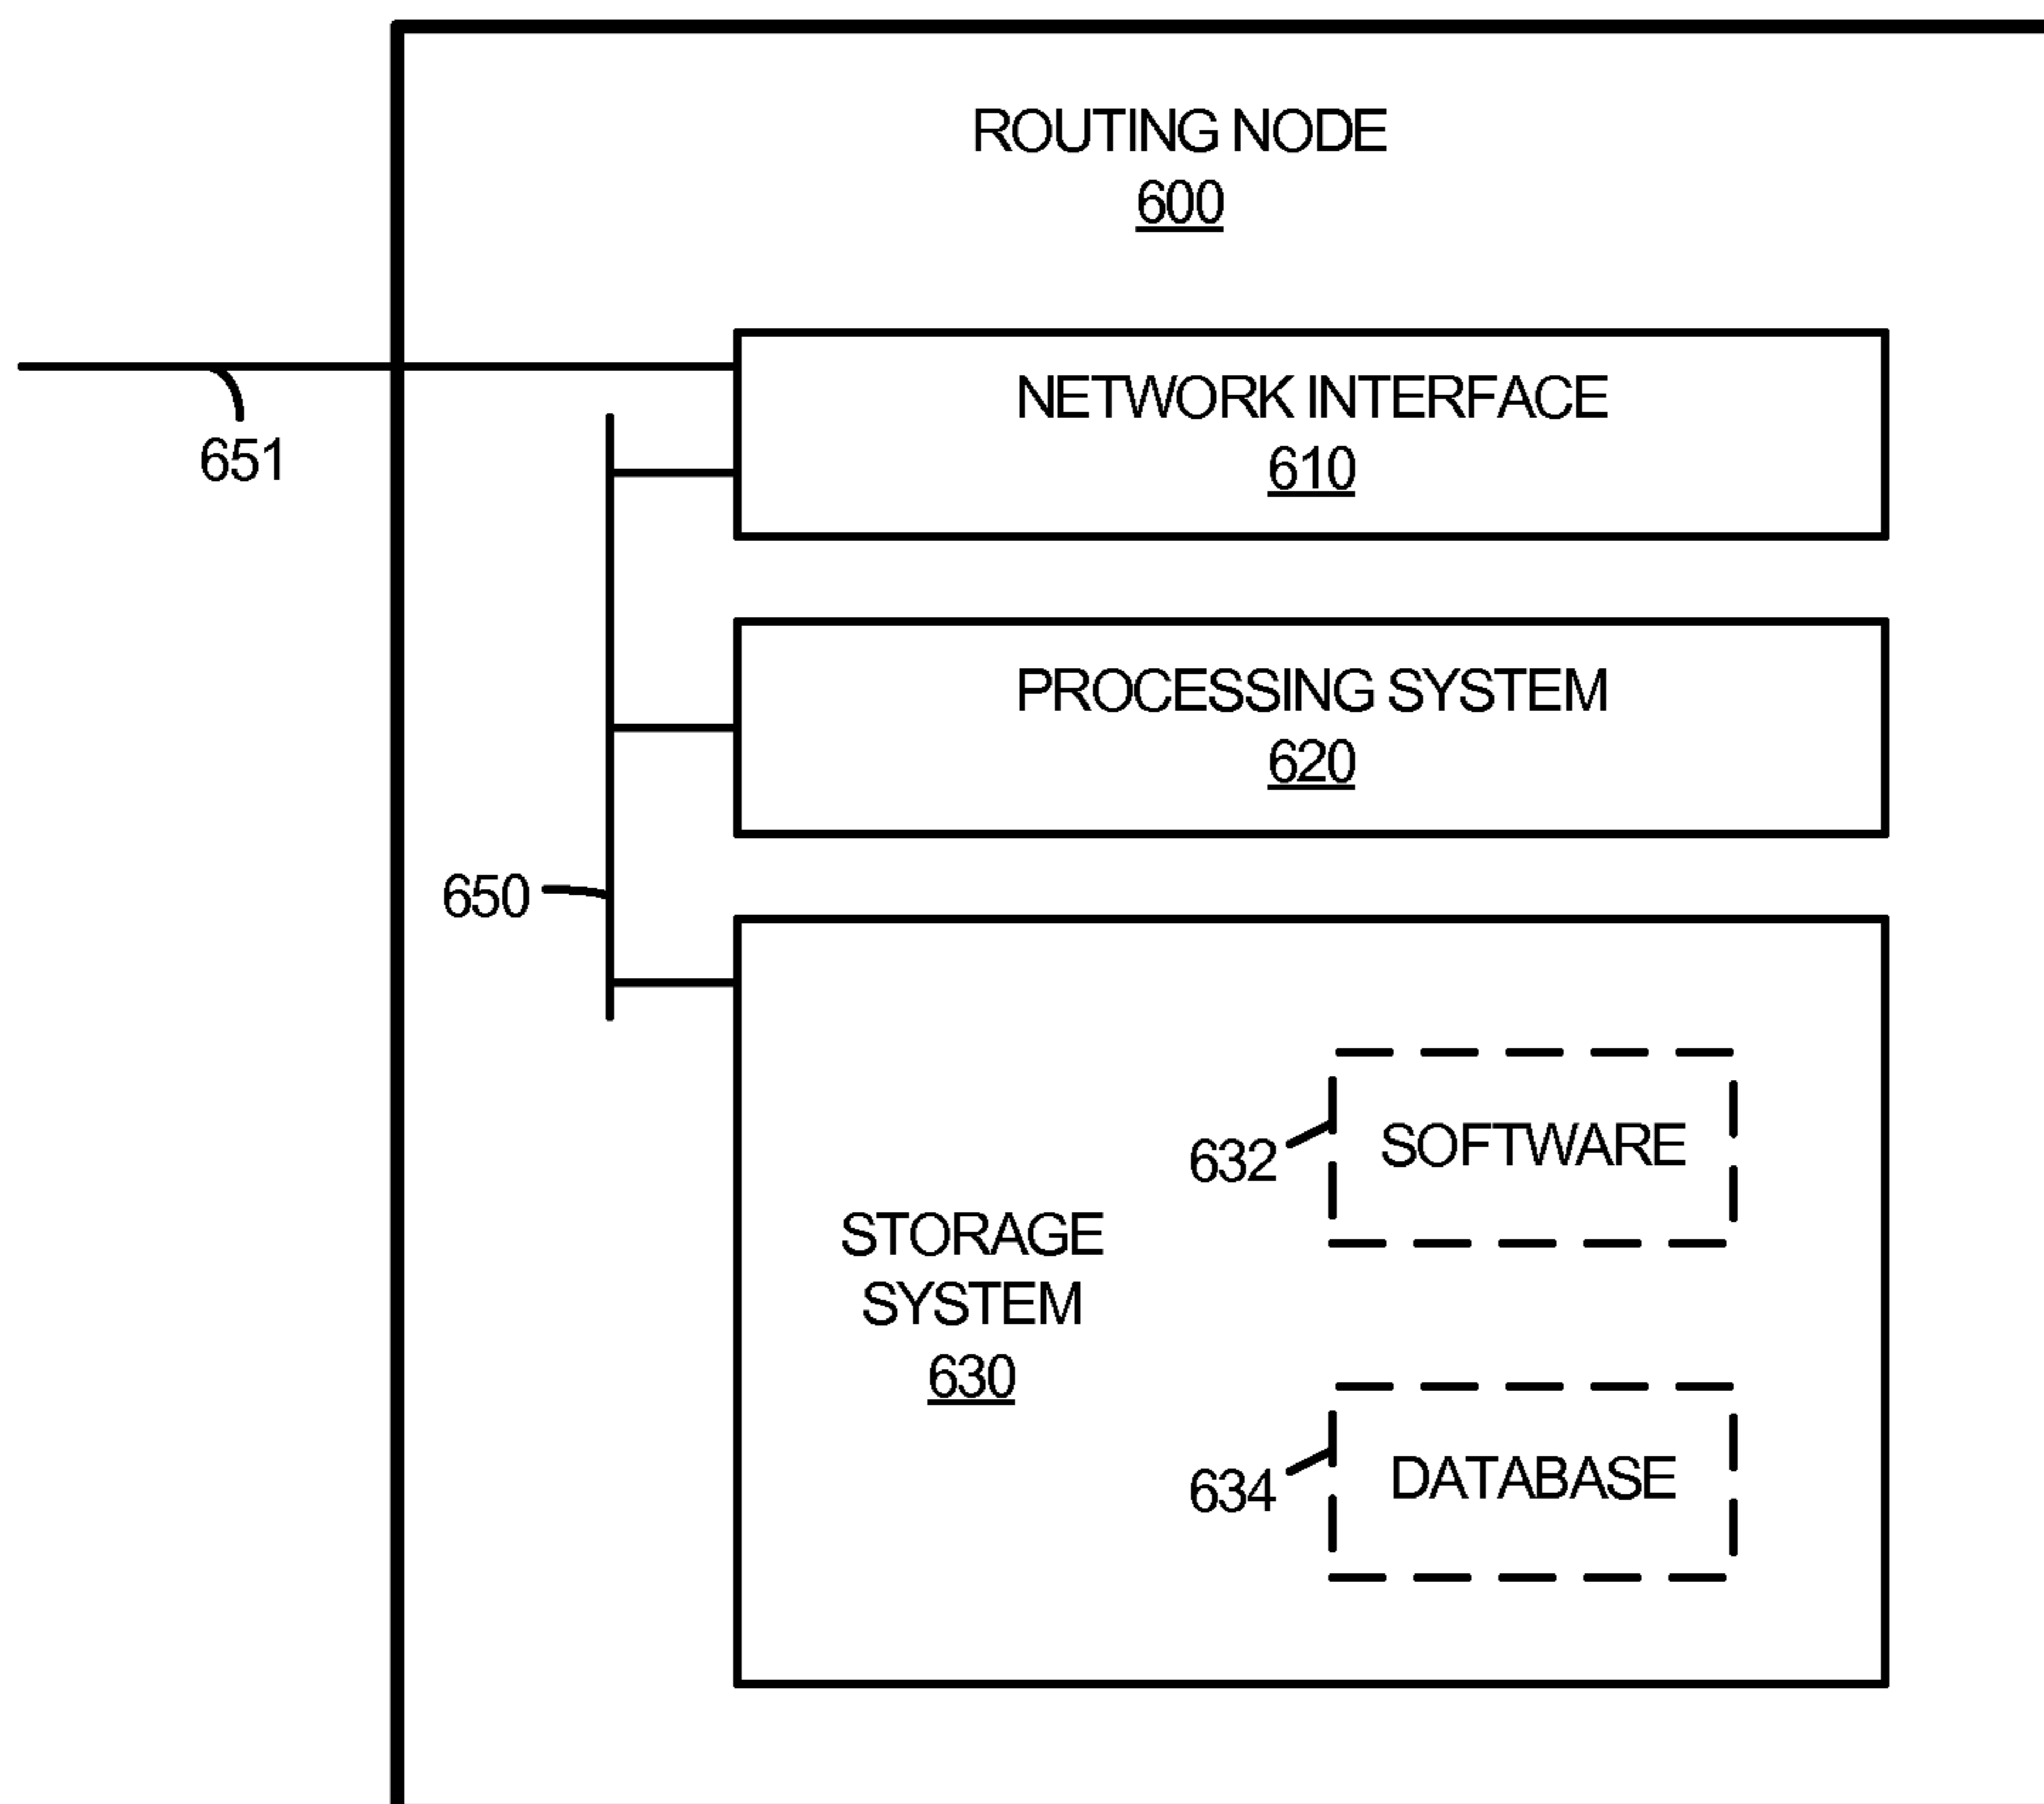 ROUTING NODE
600
NETWORK INTERFACE
610
651
PROCESSING SYSTEM
620
650
632
SOFTWARE
STORAGE
SYSTEM
630
634
DATABASE